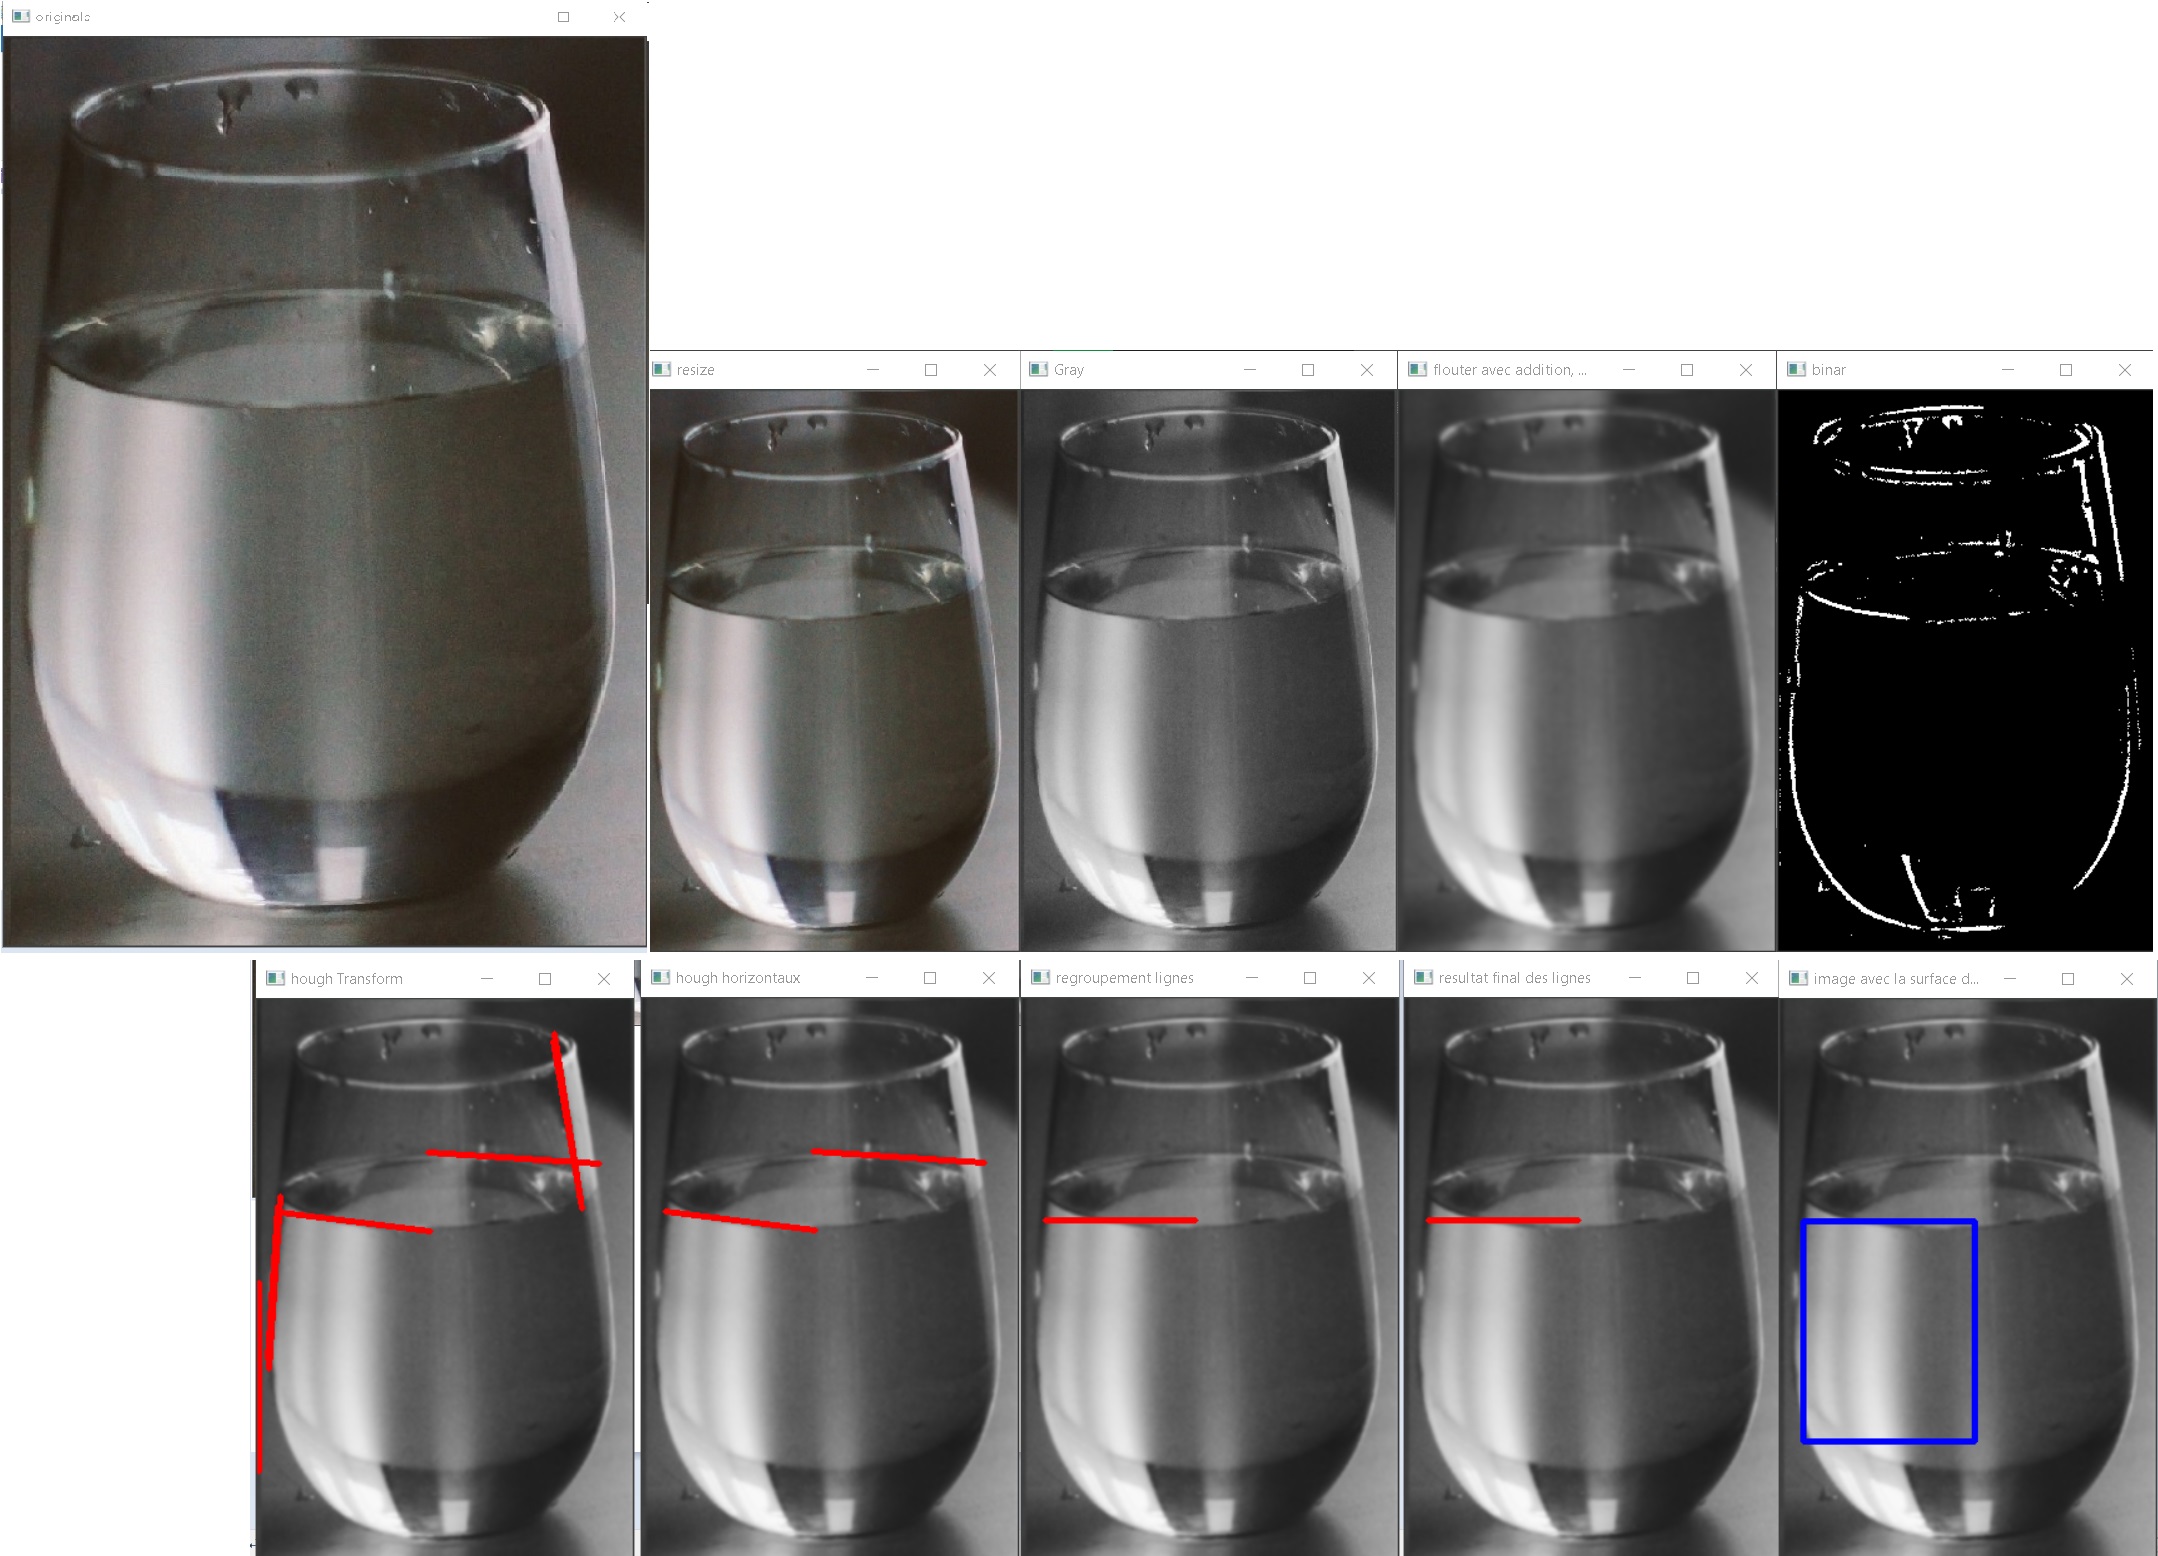 originale
resize
Gray
flouter avec addition, ...
binar
hough Transform
hough horizontaux
regroupement lignes
resultat final des lignes
image avec la surface d...